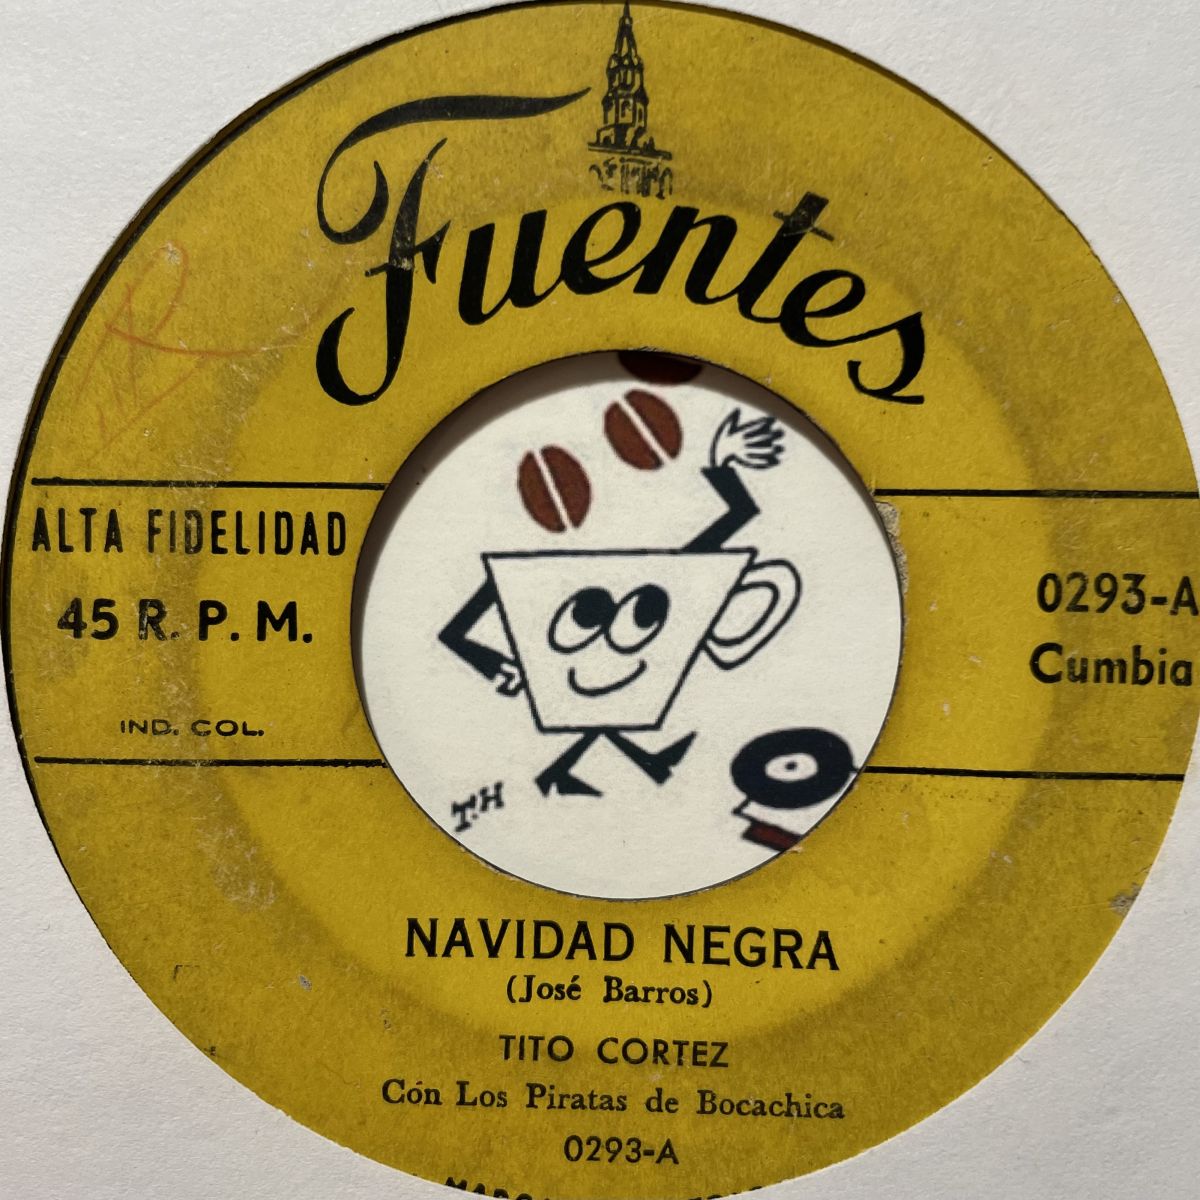 Fuentes
ALTA FIDELIDAD
45 R. P. M.
IND. COL.
0293-A
Cumbia
T.H
NAVIDAD NEGRA
(José Barros)
TITO CORTEZ
Cón Los Piratas de Bocachica
0293-A